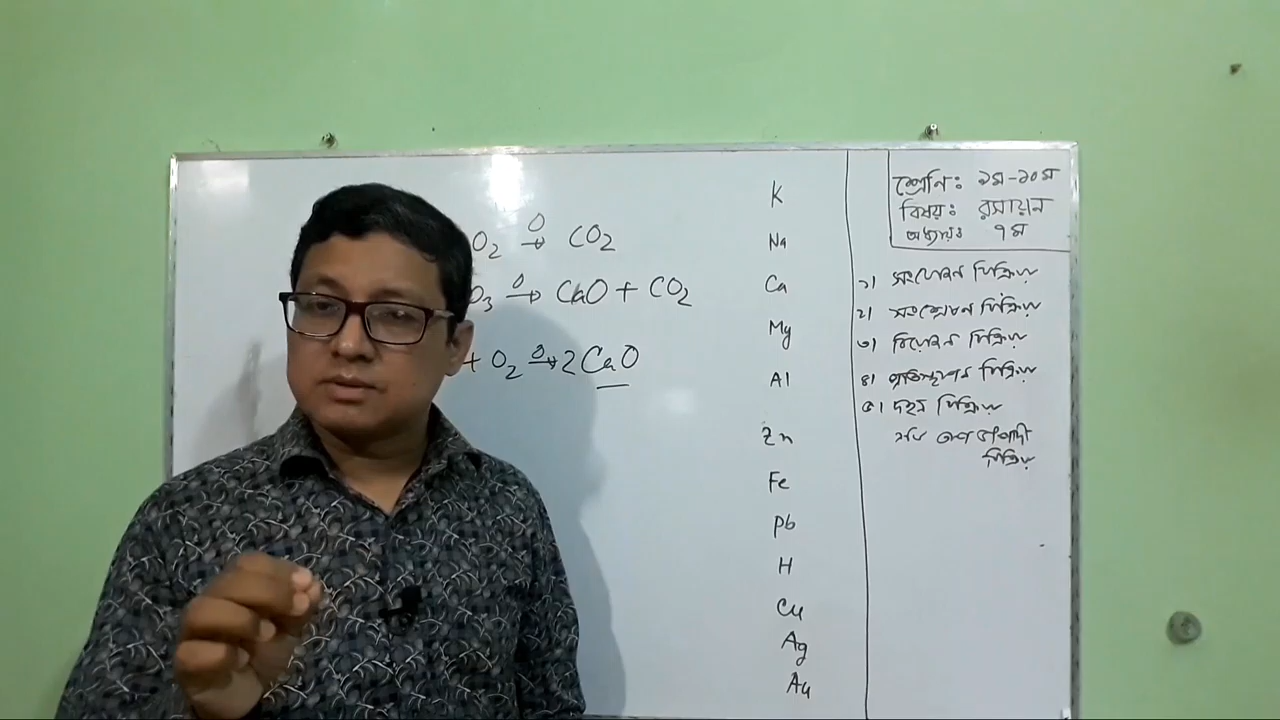 O₂ →Δ CO₂
O₃ →Δ CaO + CO₂
+ O₂ →Δ 2CaO
K
Na
Ca
Mg
Al
Zn
Fe
Pb
H
Cu
Ag
Au
শ্রেণি: ৯ম-১০ম
বিষয়: রসায়ন
অধ্যায়: ৭ম
১) সংযোজন বিক্রিয়া
২) সংশ্লেষণ বিক্রিয়া
৩) বিয়োজন বিক্রিয়া
৪) প্রতিস্থাপন বিক্রিয়া
৫) দহন বিক্রিয়া
বিক্রিয়া